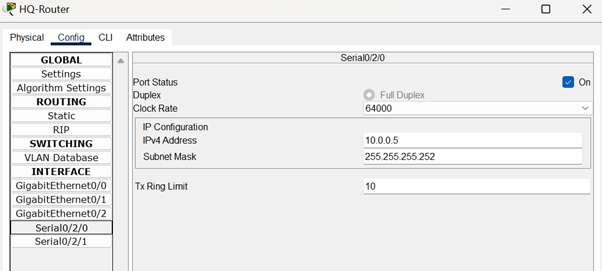 HQ-Router
Physical Config CLI Attributes
GLOBAL
Settings
Algorithm Settings
ROUTING
Static
RIP
SWITCHING
VLAN Database
INTERFACE
GigabitEthernet0/0
GigabitEthernet0/1
GigabitEthernet0/2
Serial0/2/0
Serial0/2/1
Serial0/2/0
Port Status On
Duplex Full Duplex
Clock Rate 64000
IP Configuration
IPv4 Address 10.0.0.5
Subnet Mask 255.255.255.252
Tx Ring Limit 10